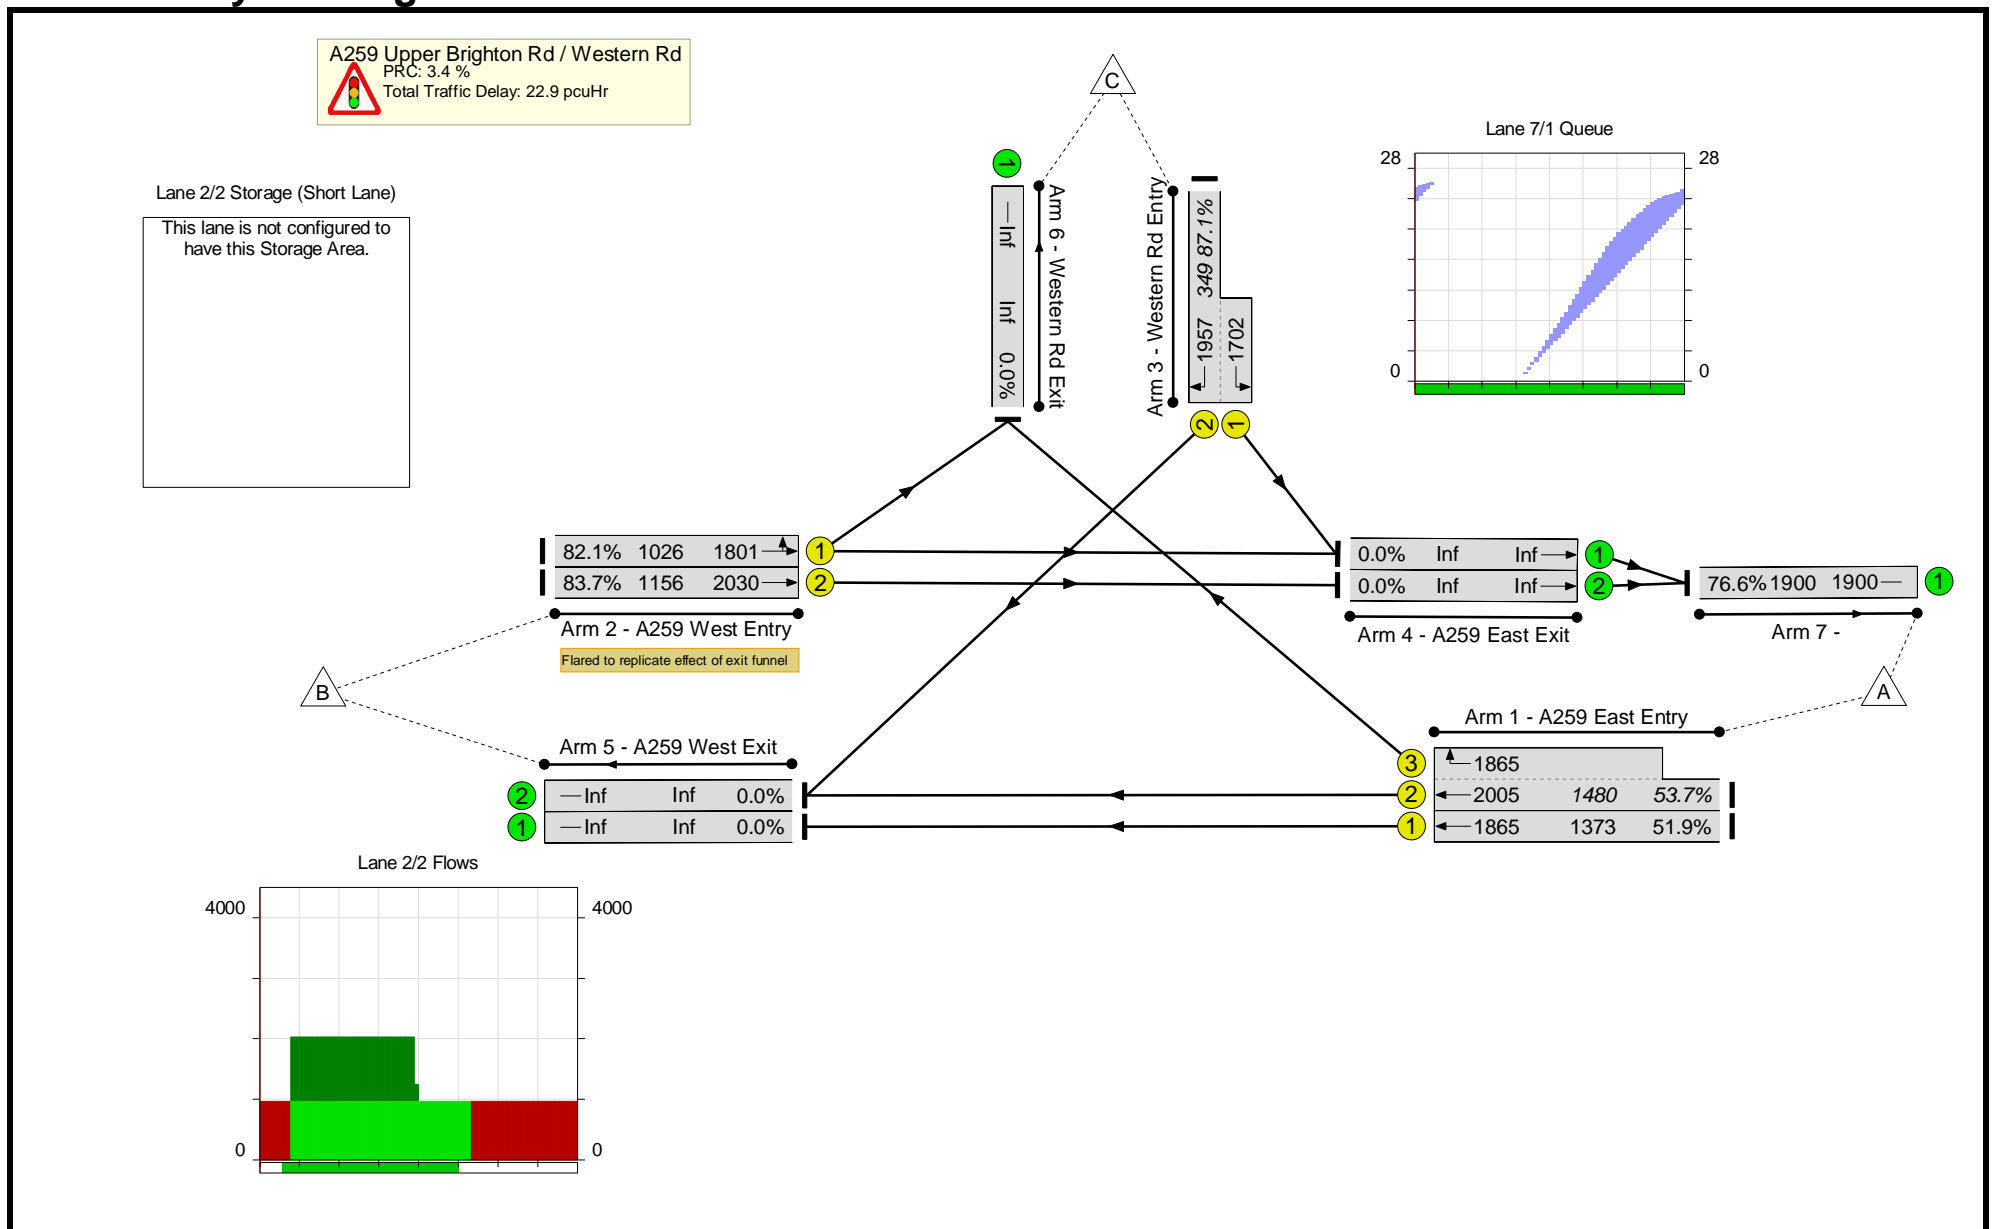 A259 Upper Brighton Rd / Western Rd
PRC: 3.4 %
Total Traffic Delay: 22.9 pcuHr
C
Lane 7/1 Queue
28
28
0
0
Lane 2/2 Storage (Short Lane)
This lane is not configured to
have this Storage Area.
1
Inf Inf 0.0%
Arm 6 - Western Rd Exit
Arm 3 - Western Rd Entry
1957 349 87.1%
1702
2
1
82.1% 1026 1801
1
83.7% 1156 2030
2
Arm 2 - A259 West Entry
Flared to replicate effect of exit funnel
0.0% Inf Inf
1
0.0% Inf Inf
2
Arm 4 - A259 East Exit
76.6% 1900 1900
1
Arm 7 -
B
A
Arm 1 - A259 East Entry
3
1865
2
2005 1480 53.7%
1
1865 1373 51.9%
Arm 5 - A259 West Exit
2
Inf Inf 0.0%
1
Inf Inf 0.0%
Lane 2/2 Flows
4000
4000
0
0